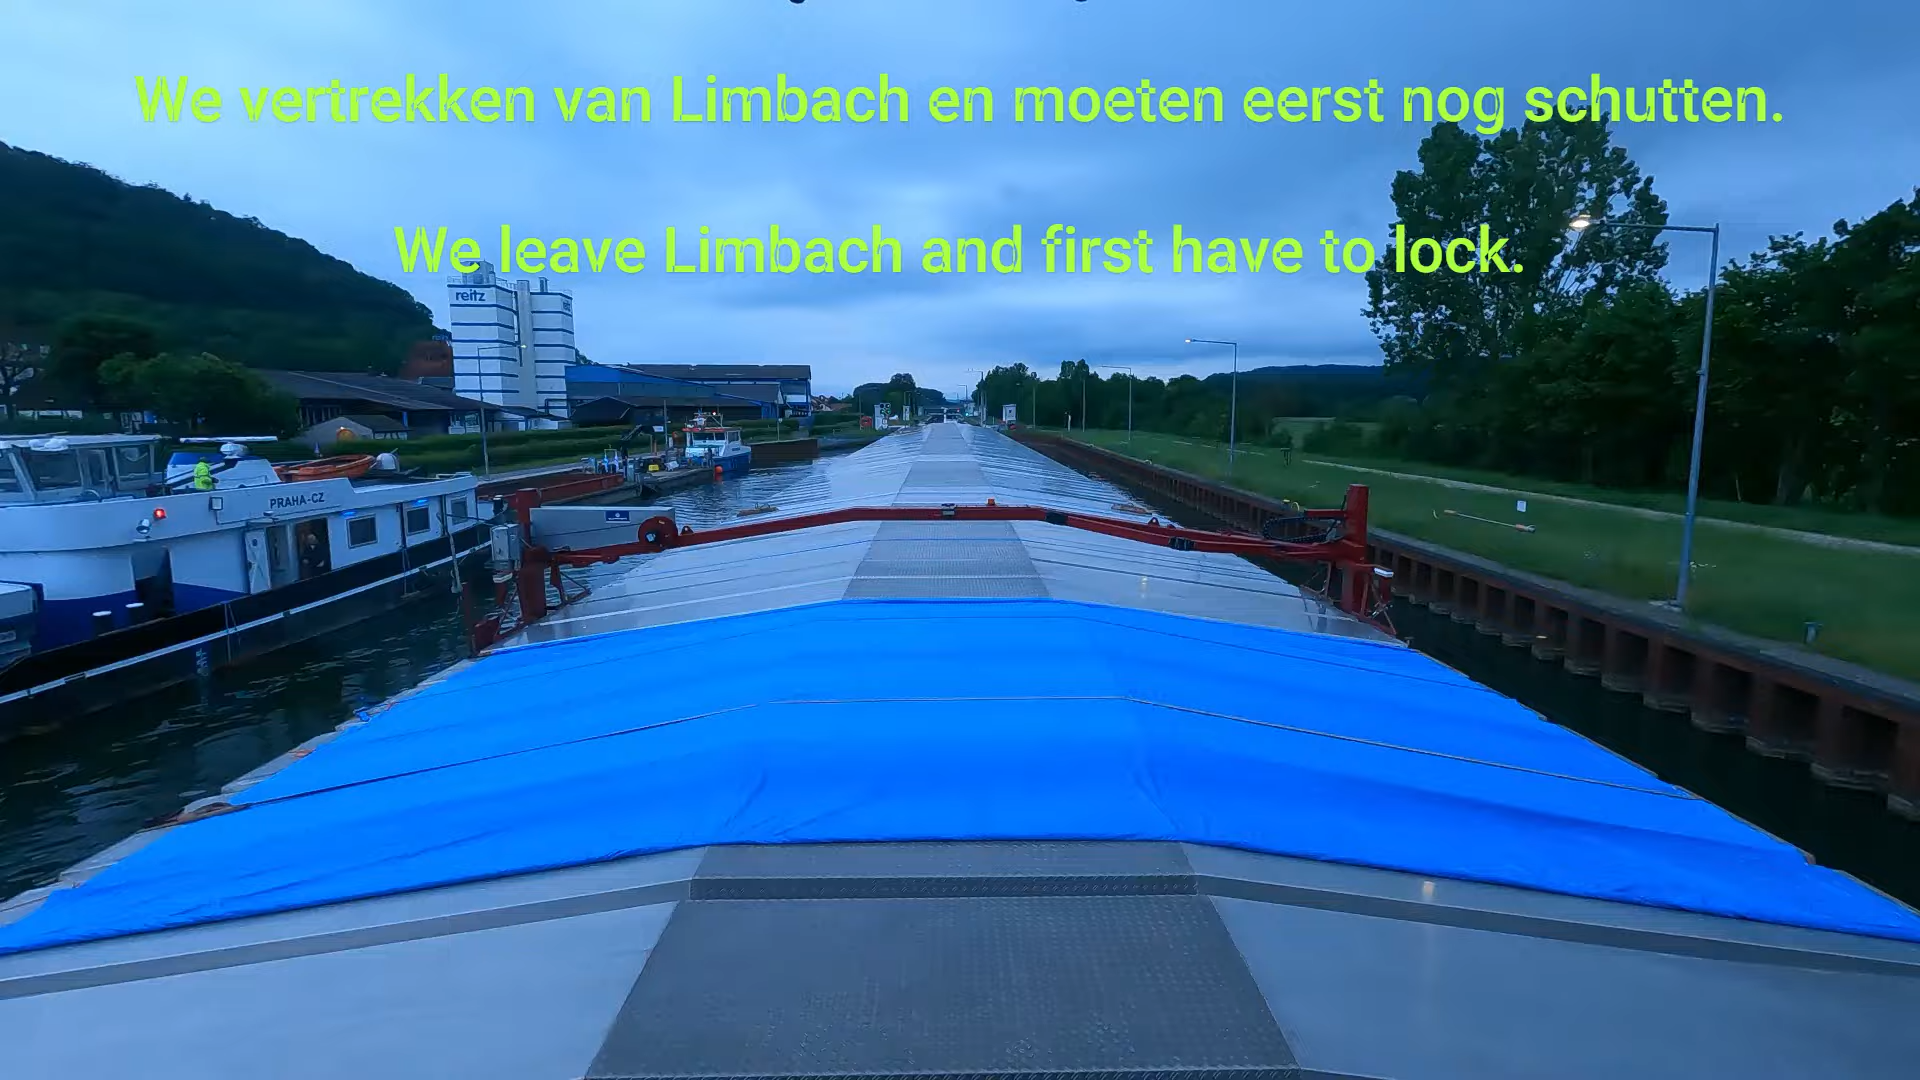 We vertrekken van Limbach en moeten eerst nog schutten.
We leave Limbach and first have to lock.
reitz
PRAHA-CZ